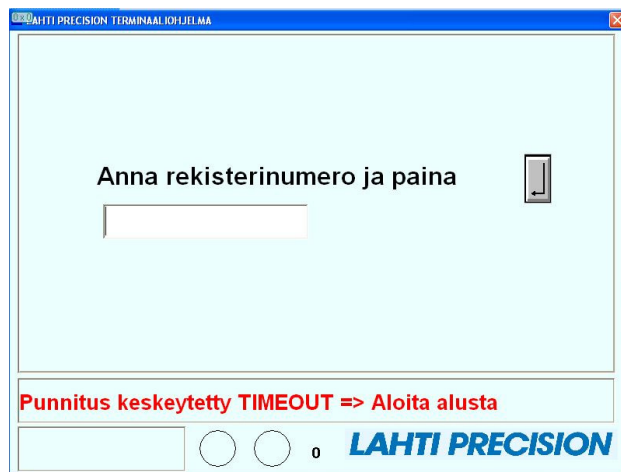 LAHTI PRECISION TERMINAALIOHJELMA
Anna rekisterinumero ja paina
Punnitus keskeytetty TIMEOUT => Aloita alusta
0
LAHTI PRECISION